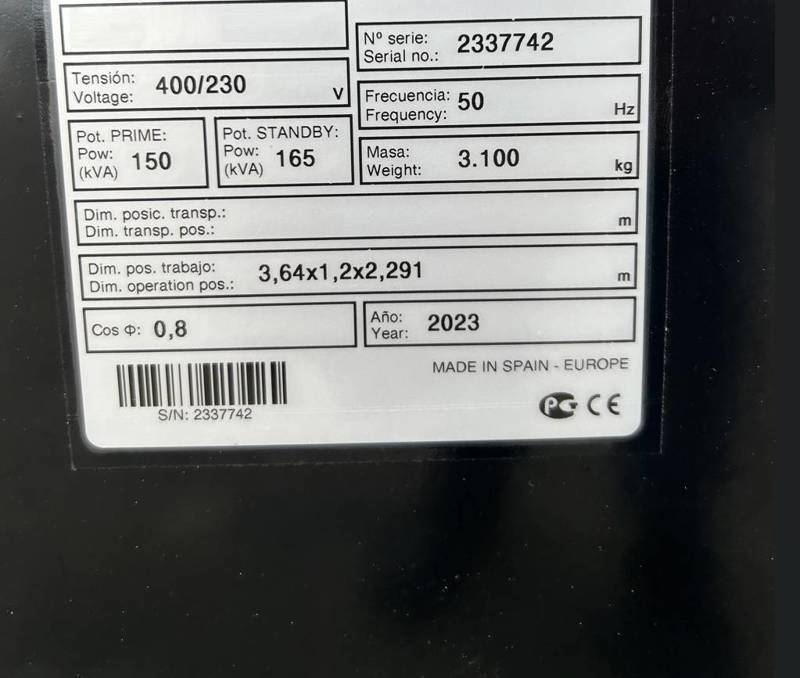 Nº serie:
Serial no.: 2337742
Tensión:
Voltage: 400/230 V
Frecuencia:
Frequency: 50 Hz
Pot. PRIME:
Pow: 150
(kVA)
Pot. STANDBY:
Pow: 165
(kVA)
Masa:
Weight: 3.100 kg
Dim. posic. transp.:
Dim. transp. pos.: m
Dim. pos. trabajo:
Dim. operation pos.: 3,64x1,2x2,291 m
Cos Φ: 0,8
Año:
Year: 2023
MADE IN SPAIN - EUROPE
S/N: 2337742
PG CE